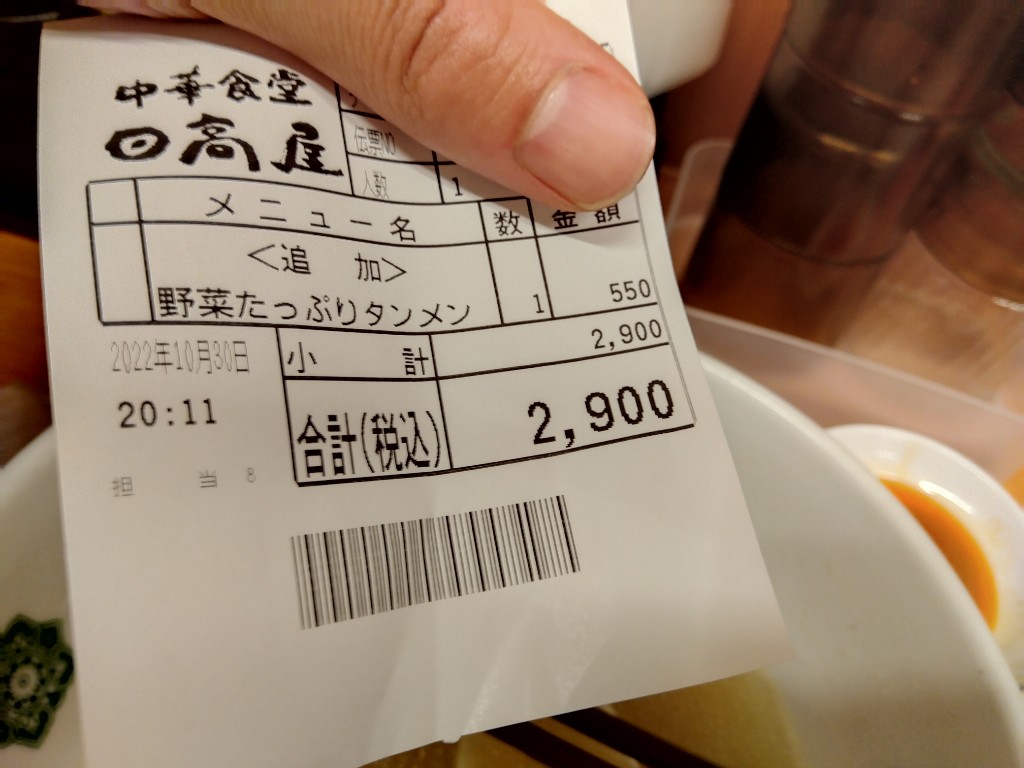 中華食堂
日高屋
伝票NO
人数 1
メニュー名 数 金額
<追 加>
野菜たっぷりタンメン 1 550
2022年10月30日 小 計 2,900
20:11 合計(税込) 2,900
担 当 8